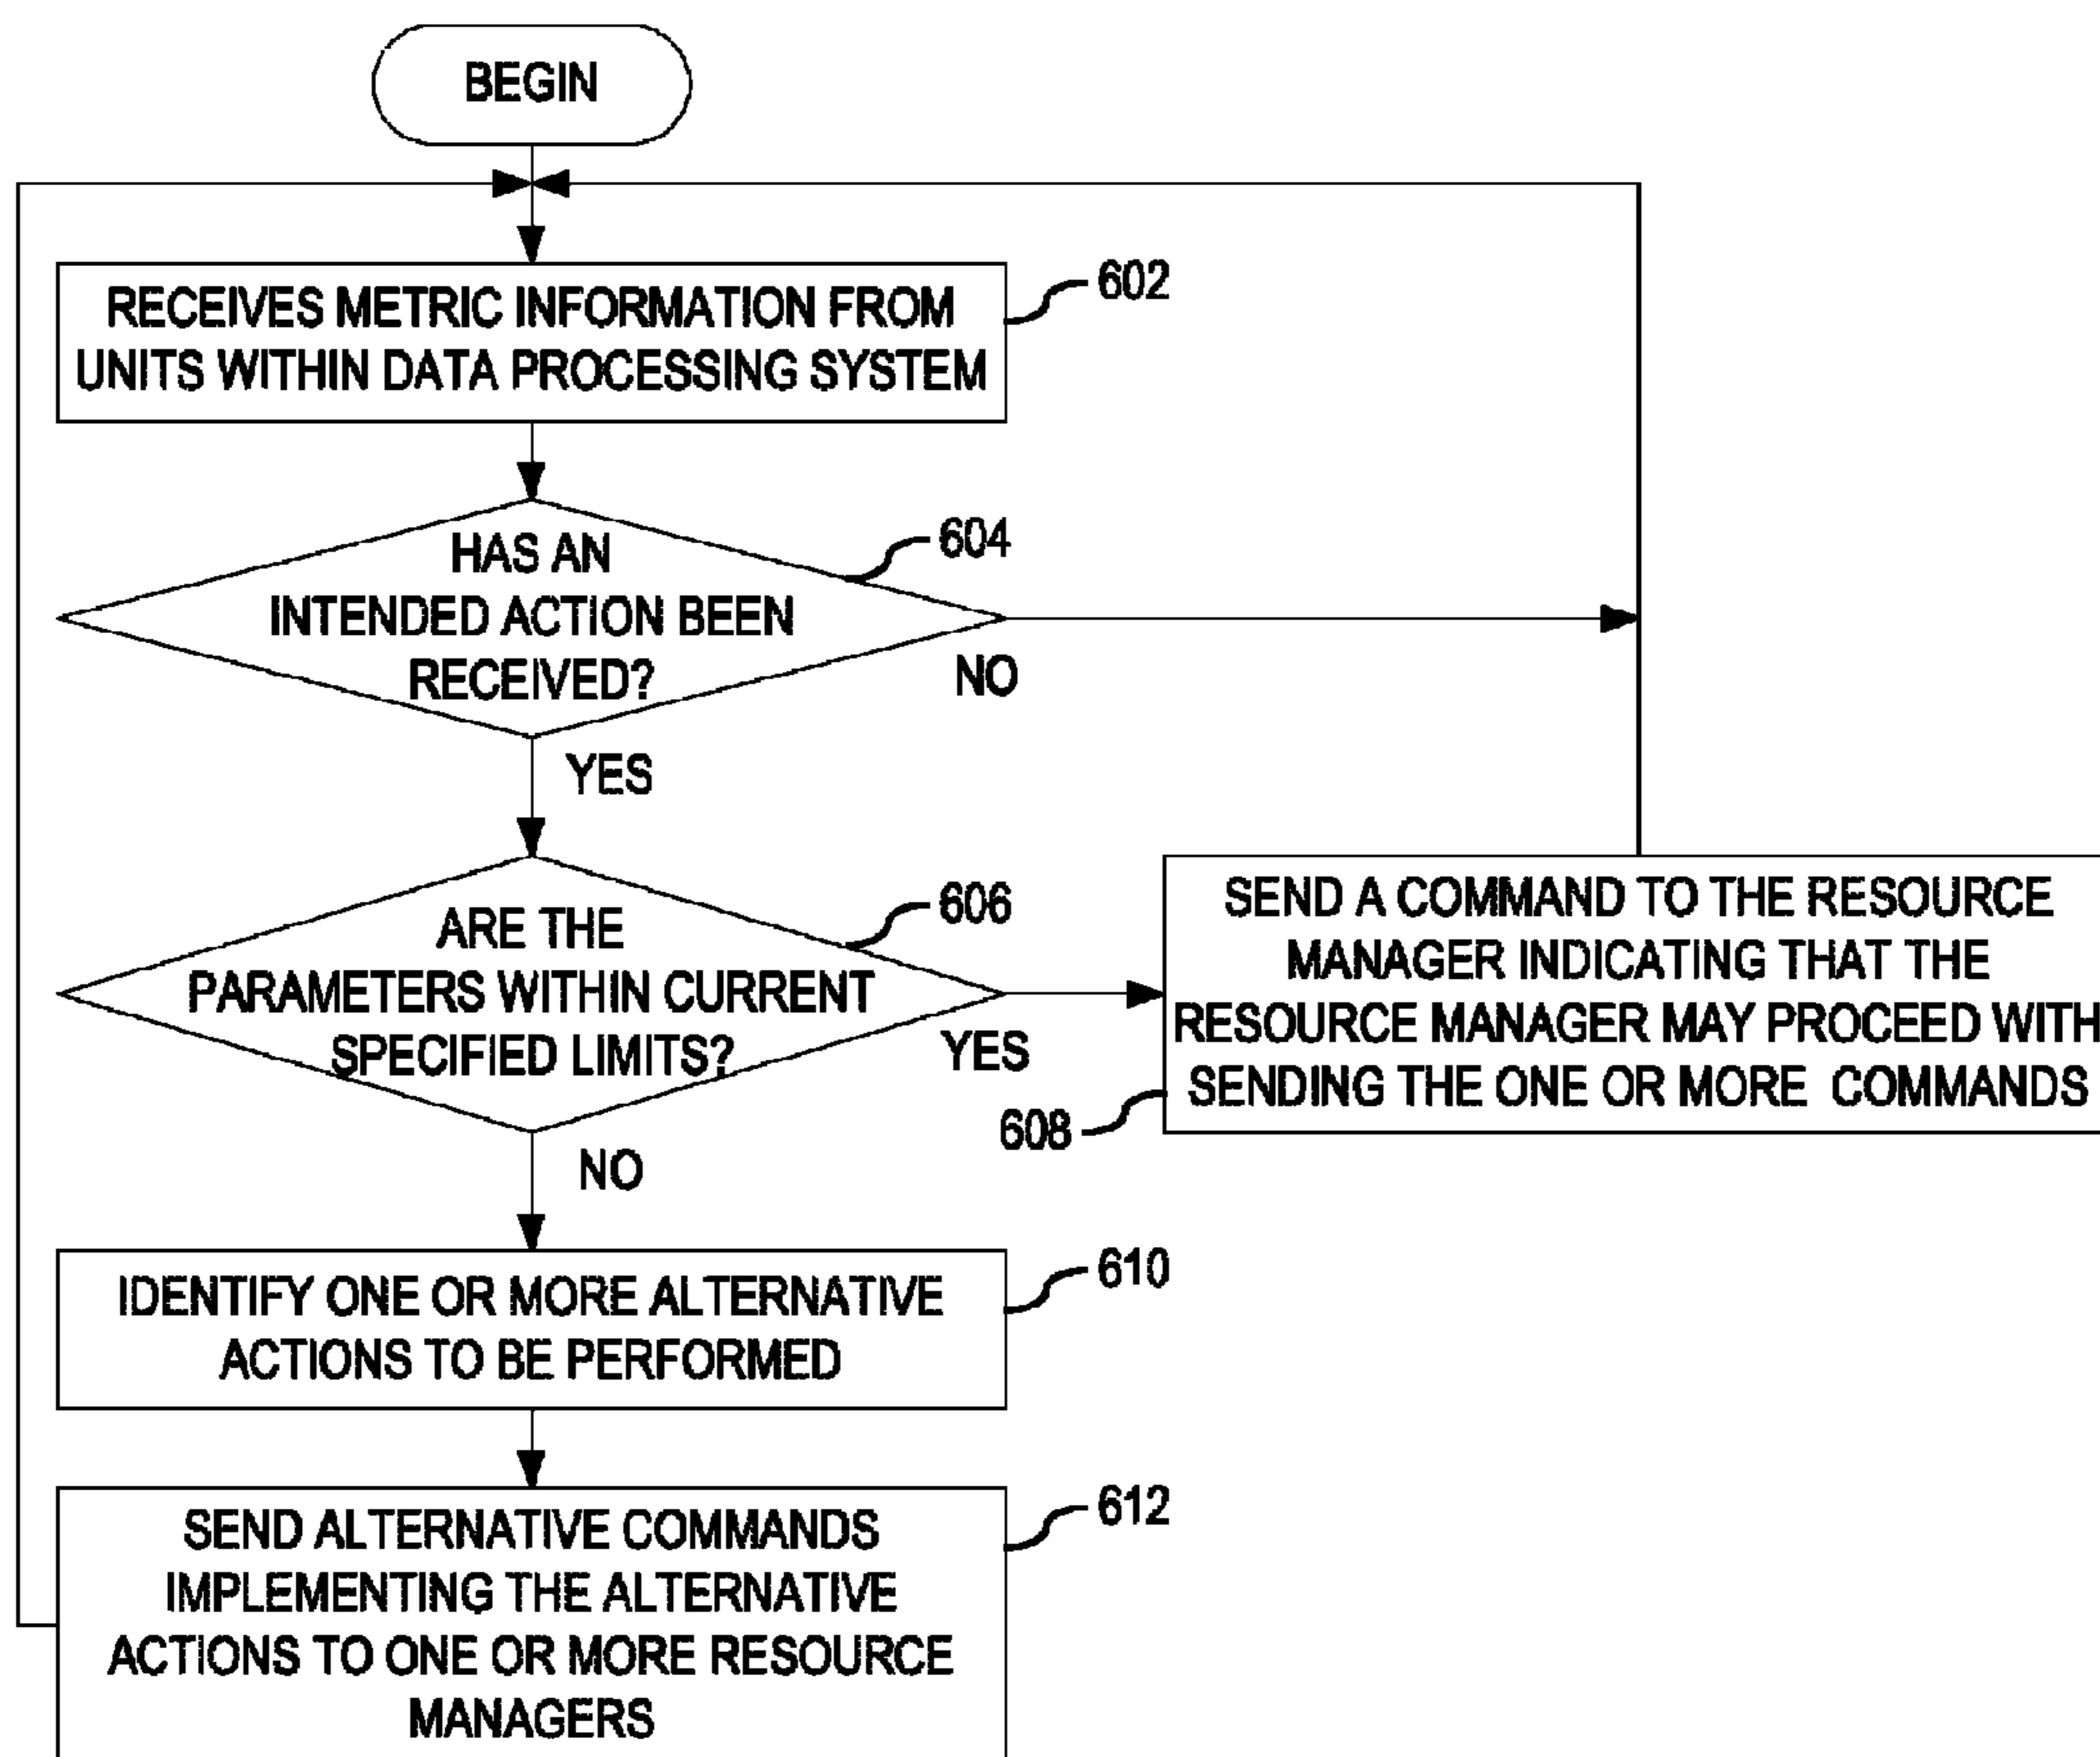 BEGIN
RECEIVES METRIC INFORMATION FROM
UNITS WITHIN DATA PROCESSING SYSTEM
602
HAS AN
INTENDED ACTION BEEN
RECEIVED?
604
NO
YES
ARE THE
PARAMETERS WITHIN CURRENT
SPECIFIED LIMITS?
606
YES
SEND A COMMAND TO THE RESOURCE
MANAGER INDICATING THAT THE
RESOURCE MANAGER MAY PROCEED WITH
SENDING THE ONE OR MORE COMMANDS
608
NO
IDENTIFY ONE OR MORE ALTERNATIVE
ACTIONS TO BE PERFORMED
610
SEND ALTERNATIVE COMMANDS
IMPLEMENTING THE ALTERNATIVE
ACTIONS TO ONE OR MORE RESOURCE
MANAGERS
612